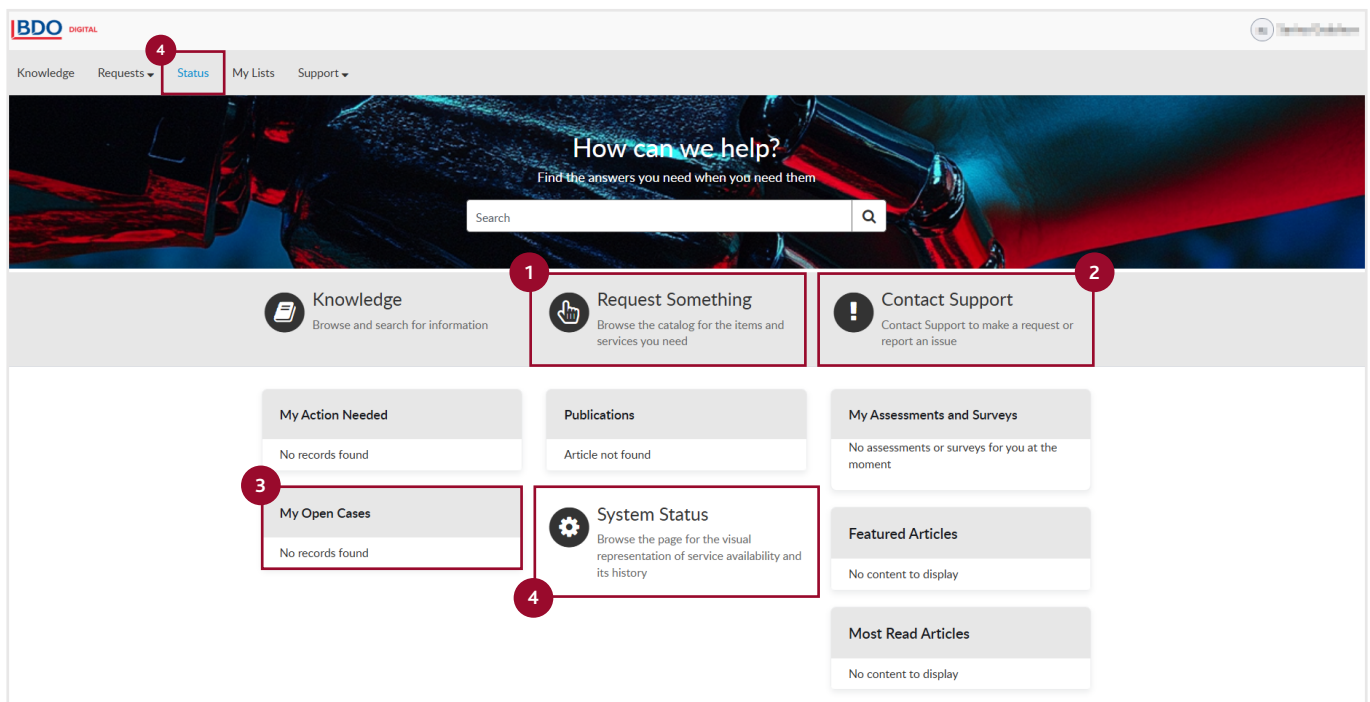 BDO DIGITAL
4
Knowledge Requests Status My Lists Support
How can we help?
Find the answers you need when you need them
Search
1
2
Knowledge
Browse and search for information
Request Something
Browse the catalog for the items and
services you need
Contact Support
Contact Support to make a request or
report an issue
My Action Needed
No records found
Publications
Article not found
My Assessments and Surveys
No assessments or surveys for you at the
moment
3
My Open Cases
No records found
System Status
Browse the page for the visual
representation of service availability and
its history
4
Featured Articles
No content to display
Most Read Articles
No content to display